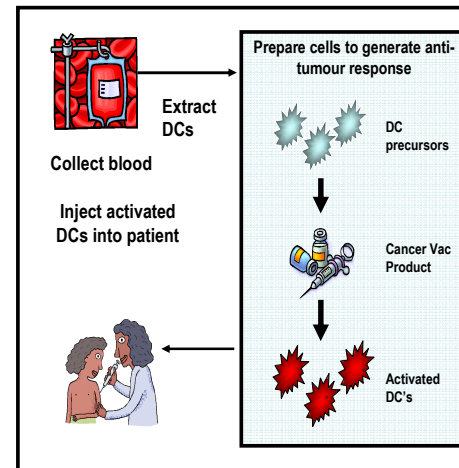 Collect blood
Extract
DCs
Prepare cells to generate anti-
tumour response
DC
precursors
Cancer Vac
Product
Activated
DC's
Inject activated
DCs into patient